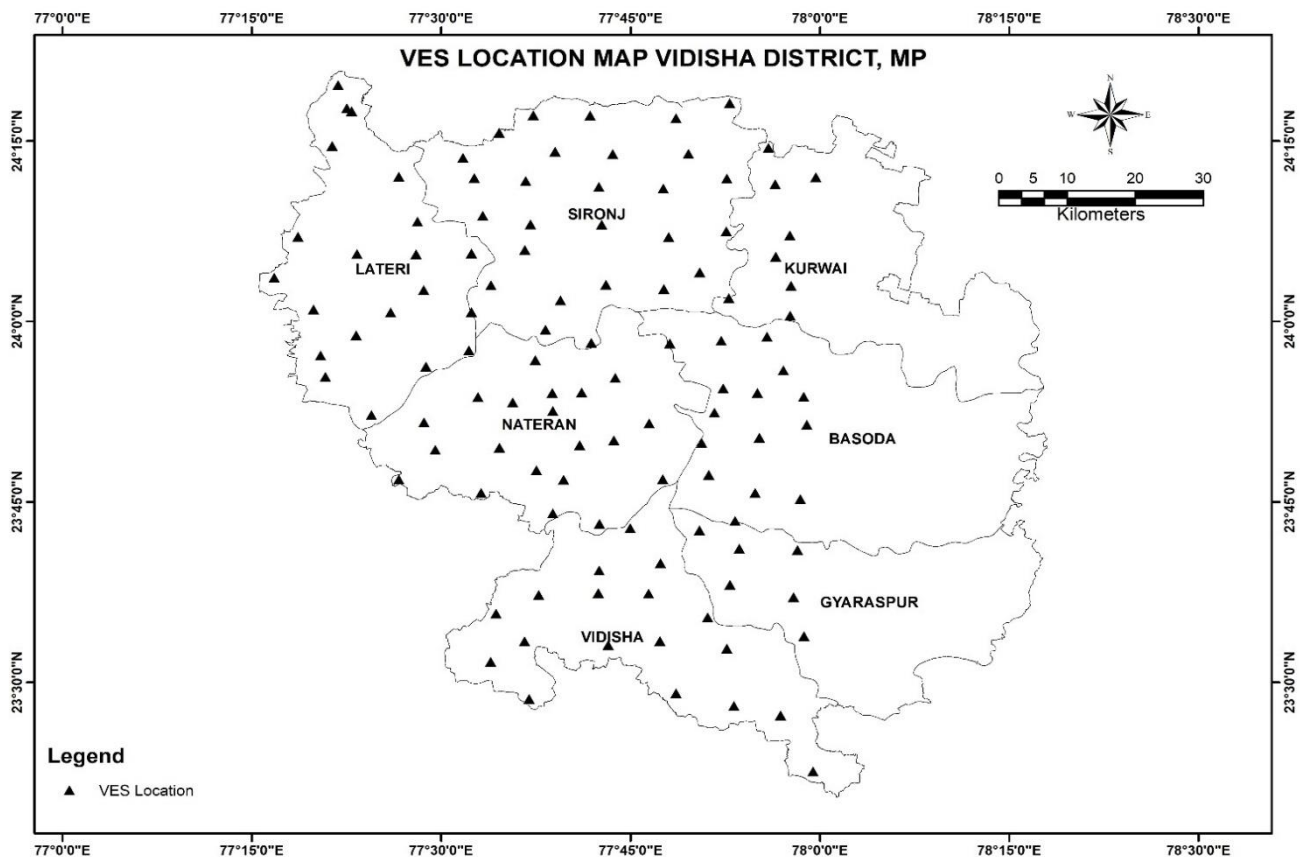 77°0'0"E 77°15'0"E 77°30'0"E 77°45'0"E 78°0'0"E 78°15'0"E 78°30'0"E
VES LOCATION MAP VIDISHA DISTRICT, MP
N
W E
S
24°15'0"N 24°15'0"N
0 5 10 20 30
Kilometers
SIRONJ
LATERI
KURWAI
24°0'0"N 24°0'0"N
NATERAN
BASODA
23°45'0"N 23°45'0"N
GYARASPUR
VIDISHA
23°30'0"N 23°30'0"N
Legend
VES Location
77°0'0"E 77°15'0"E 77°30'0"E 77°45'0"E 78°0'0"E 78°15'0"E 78°30'0"E